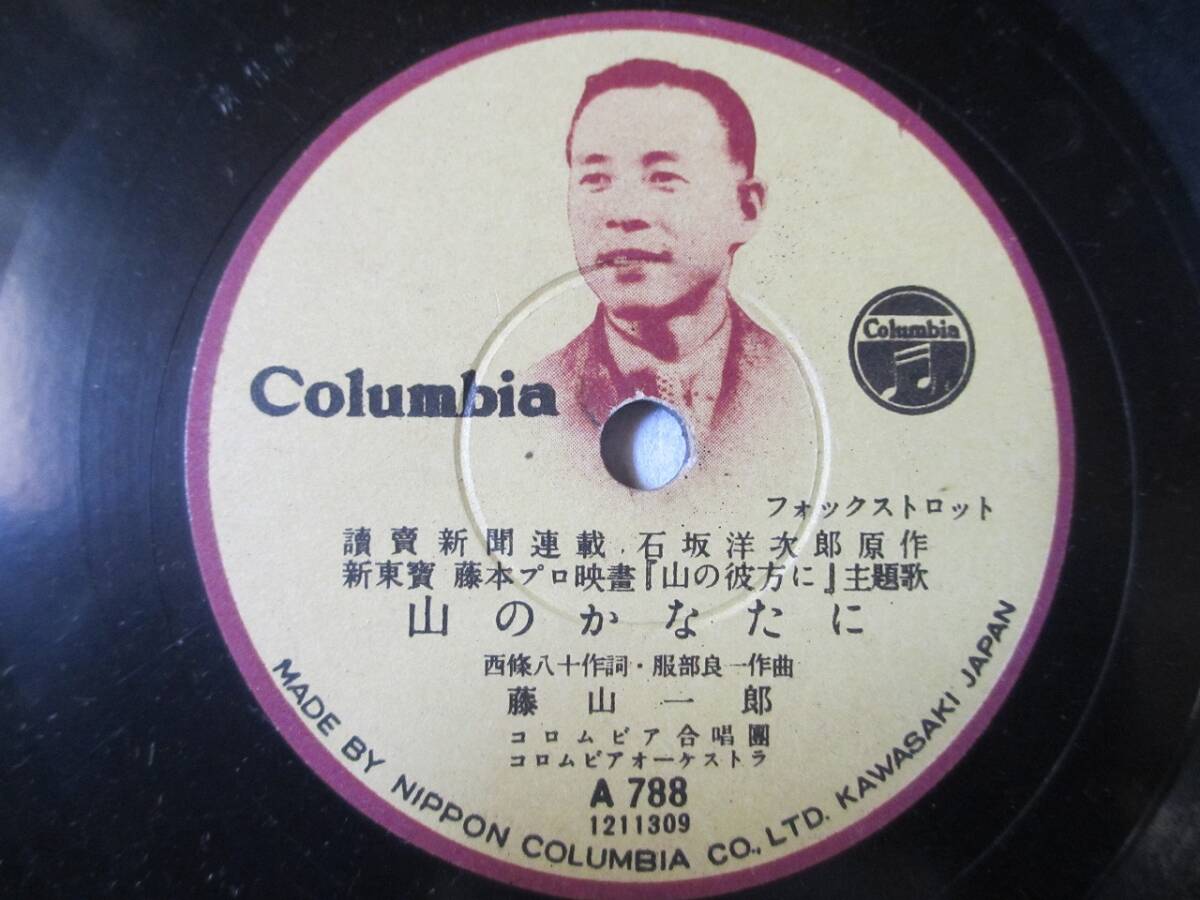 Columbia
Columbia
フォックストロット
讀賣新聞連載 石坂洋次郎原作
新東寶 藤本プロ映畫『山の彼方に』主題歌
山のかなたに
西條八十作詞・服部良一作曲
藤山一郎
コロムビア合唱團
コロムビアオーケストラ
A 788
1211309
MADE BY NIPPON COLUMBIA CO., LTD. KAWASAKI JAPAN